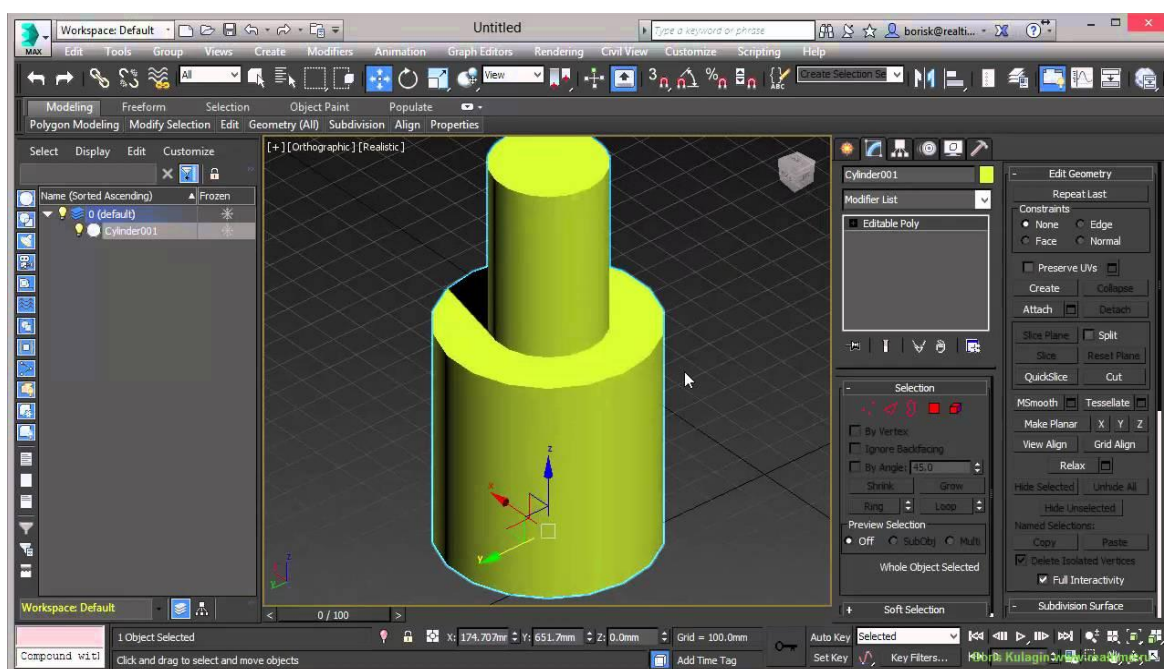 Workspace: Default
Untitled
Type a keyword or phrase
borisk@realti...
MAX
Edit Tools Group Views Create Modifiers Animation Graph Editors Rendering Civil View Customize Scripting Help
All
View
Create Selection Se
ABC
Modeling Freeform Selection Object Paint Populate
Polygon Modeling Modify Selection Edit Geometry (All) Subdivision Align Properties
Select Display Edit Customize
Name (Sorted Ascending) Frozen
0 (default)
Cylinder001
[+] [Orthographic] [Realistic]
z
x
y
Workspace: Default
0 / 100
Cylinder001
Modifier List
Editable Poly
- Selection
By Vertex
Ignore Backfacing
By Angle: 45.0
Shrink Grow
Ring Loop
Preview Selection
Off SubObj Multi
Whole Object Selected
+ Soft Selection
- Edit Geometry
Repeat Last
Constraints
None Edge
Face Normal
Preserve UVs
Create Collapse
Attach Detach
Slice Plane Split
Slice Reset Plane
QuickSlice Cut
MSmooth Tessellate
Make Planar X Y Z
View Align Grid Align
Relax
Hide Selected Unhide All
Hide Unselected
Named Selections:
Copy Paste
Delete Isolated Vertices
Full Interactivity
- Subdivision Surface
1 Object Selected
X: 174.707mr Y: 651.7mm Z: 0.0mm
Grid = 100.0mm
Auto Key Selected
Compound witl
Click and drag to select and move objects
Add Time Tag
Set Key Key Filters...
Boris Kulagin